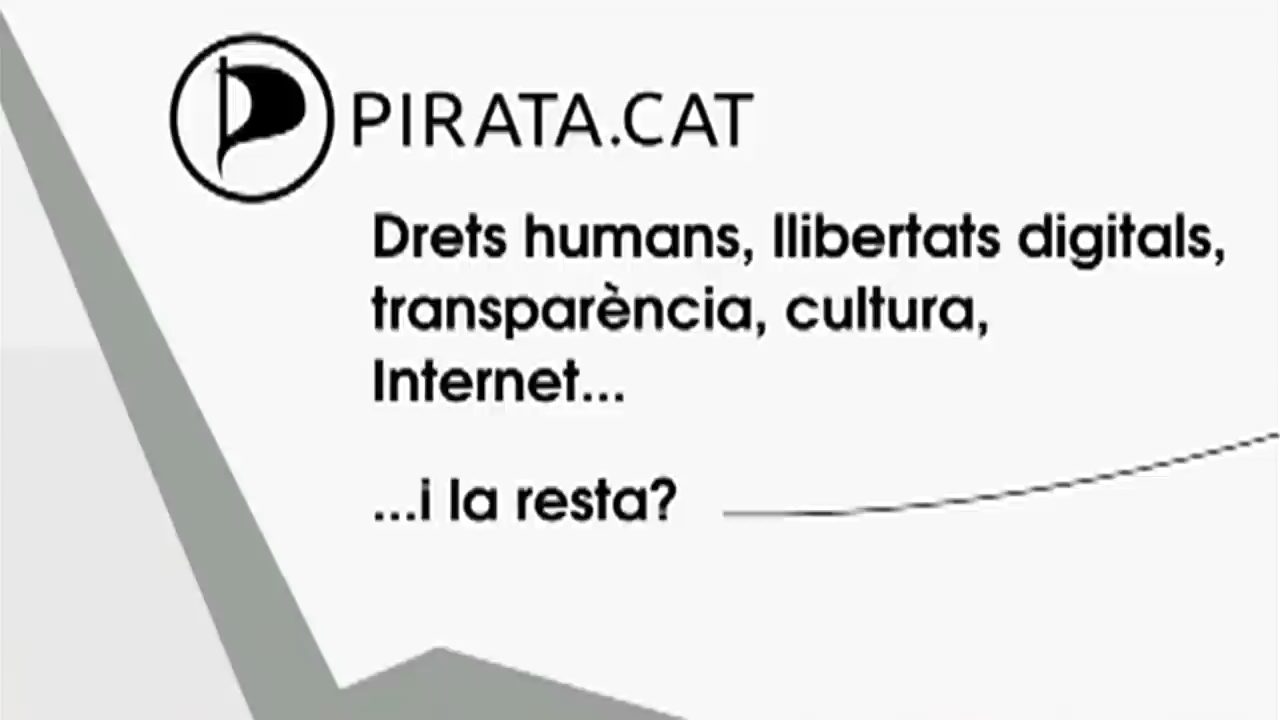 PIRATA.CAT
Drets humans, llibertats digitals,
transparència, cultura,
Internet...
...i la resta?